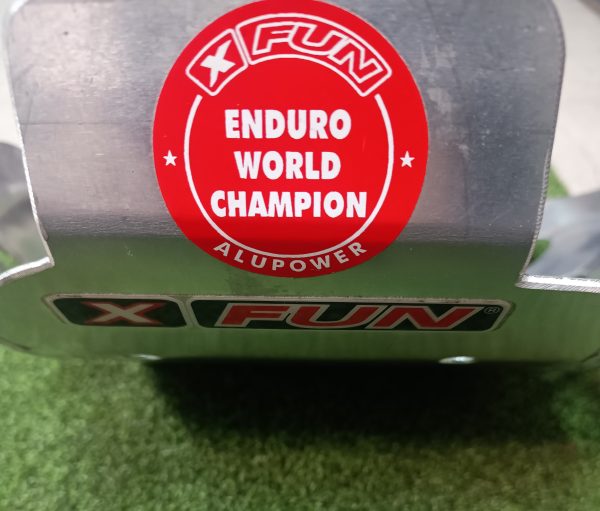 X FUN
ENDURO
WORLD
CHAMPION
ALUPOWER
X FUN®